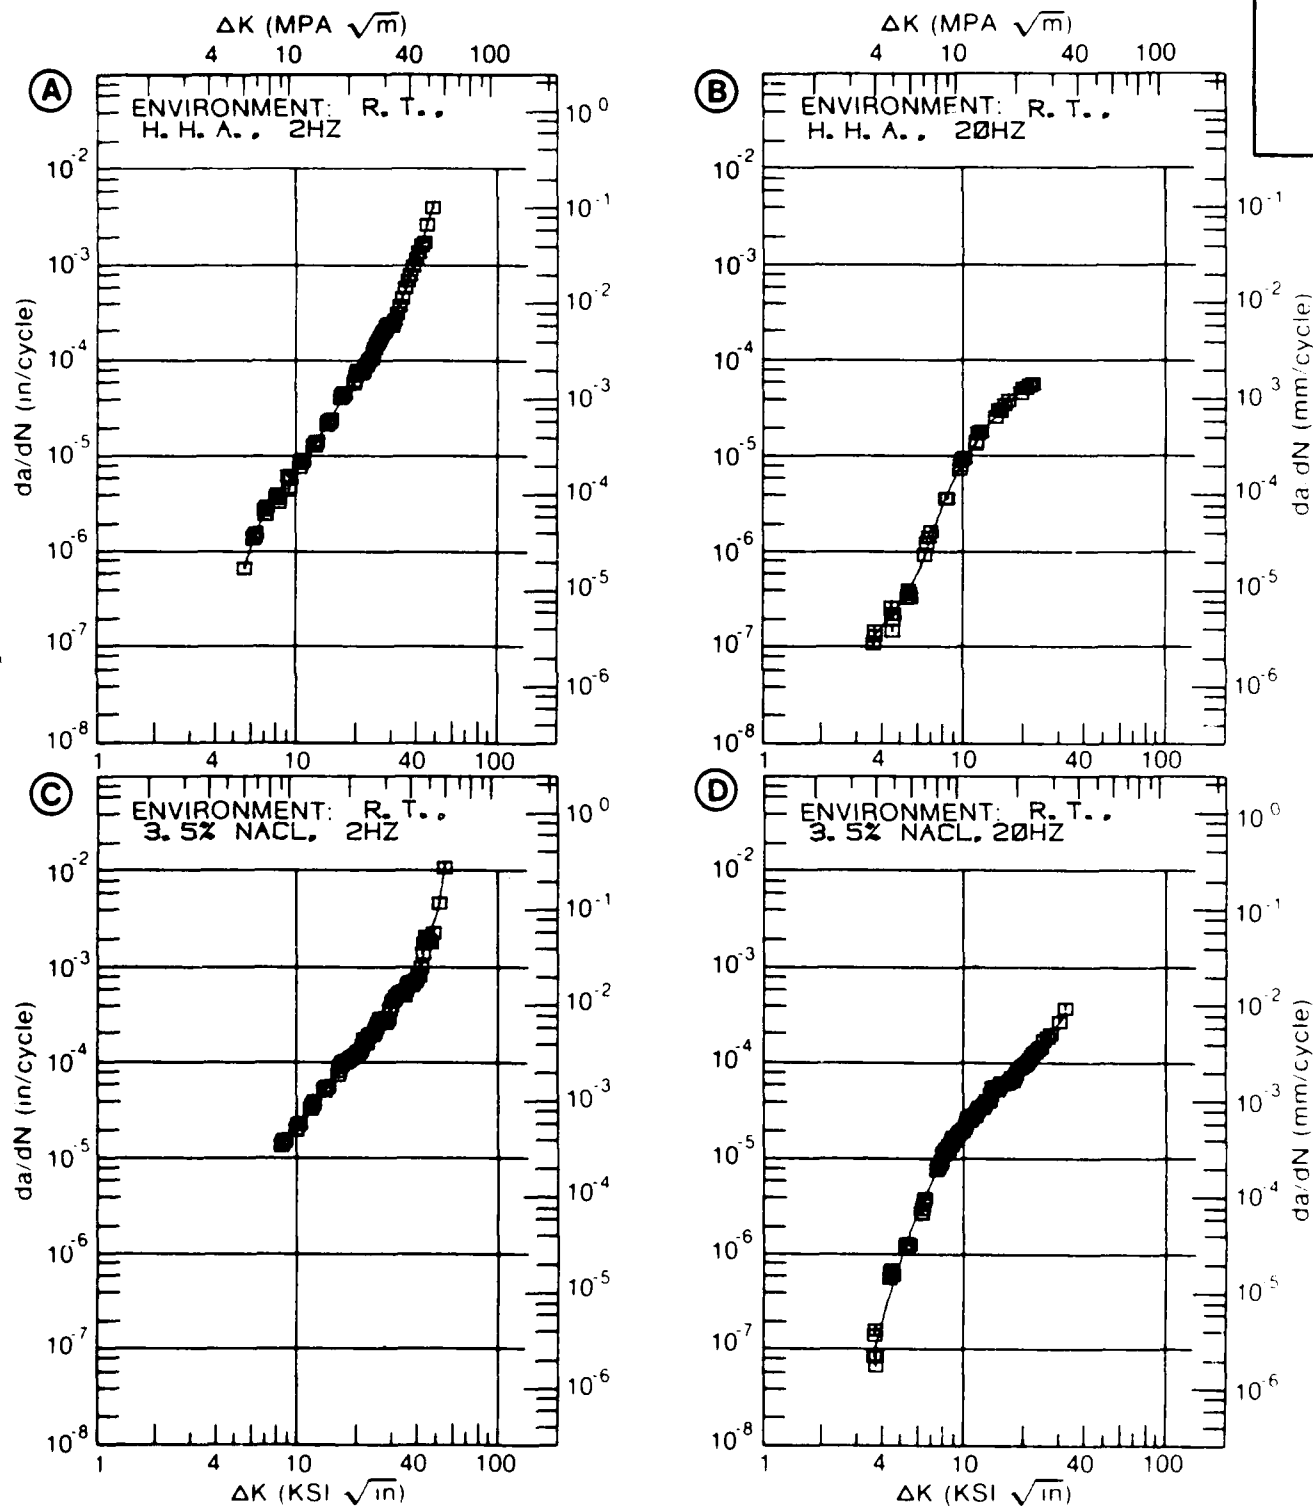 ΔK (MPA √m)
4 10 40 100
A
ENVIRONMENT: R. T.,
H. H. A., 2HZ
da/dN (in/cycle)
10^-2
10^-3
10^-4
10^-5
10^-6
10^-7
10^-8
10^0
10^-1
10^-2
10^-3
10^-4
10^-5
10^-6
1 4 10 40 100
ΔK (MPA √m)
4 10 40 100
B
ENVIRONMENT: R. T.,
H. H. A., 20HZ
10^-2
10^-3
10^-4
10^-5
10^-6
10^-7
10^-8
10^-1
10^-2
10^-3
10^-4
10^-5
10^-6
da dN (mm/cycle)
1 4 10 40 100
C
ENVIRONMENT: R. T.,
3.5% NACL, 2HZ
da/dN (in/cycle)
10^-2
10^-3
10^-4
10^-5
10^-6
10^-7
10^-8
10^0
10^-1
10^-2
10^-3
10^-4
10^-5
10^-6
1 4 10 40 100
ΔK (KSI √in)
D
ENVIRONMENT: R. T.,
3.5% NACL, 20HZ
10^-2
10^-3
10^-4
10^-5
10^-6
10^-7
10^-8
10^0
10^-1
10^-2
10^-3
10^-4
10^-5
10^-6
da/dN (mm/cycle)
1 4 10 40 100
ΔK (KSI √in)